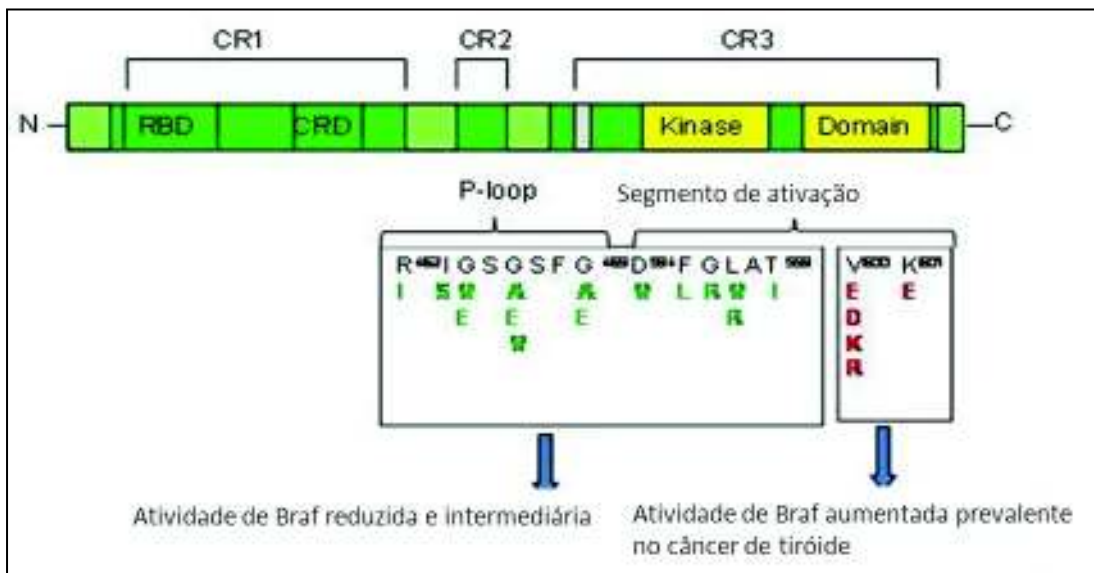 CR1 CR2 CR3
N RBD CRD Kinase Domain C
P-loop Segmento de ativação
R I G S G S F G D F G L A T V K
I S E A E L R I E E
E E R D
K
R
Atividade de Braf reduzida e intermediária
Atividade de Braf aumentada prevalente
no câncer de tiróide